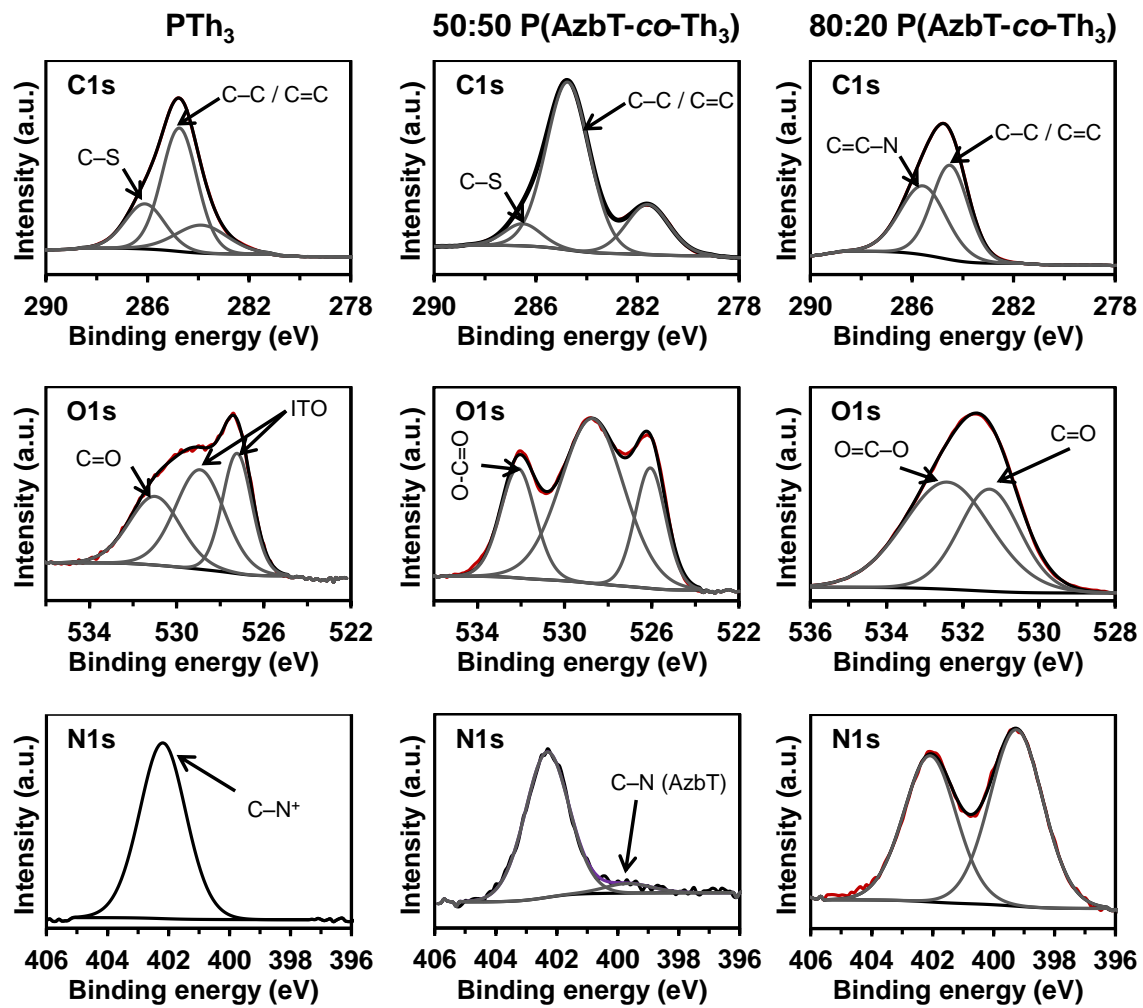 PTh₃
50:50 P(AzbT-co-Th₃)
80:20 P(AzbT-co-Th₃)
C1s
C–C / C=C
C–S
Intensity (a.u.)
290 286 282 278
Binding energy (eV)
C1s
C–C / C=C
C–S
Intensity (a.u.)
290 286 282 278
Binding energy (eV)
C1s
C=C–N
C–C / C=C
Intensity (a.u.)
290 286 282 278
Binding energy (eV)
O1s
ITO
C=O
Intensity (a.u.)
534 530 526 522
Binding energy (eV)
O1s
O-C=O
Intensity (a.u.)
534 530 526 522
Binding energy (eV)
O1s
O=C–O
C=O
Intensity (a.u.)
536 534 532 530 528
Binding energy (eV)
N1s
C–N⁺
Intensity (a.u.)
406 404 402 400 398 396
Binding energy (eV)
N1s
C–N (AzbT)
Intensity (a.u.)
406 404 402 400 398 396
Binding energy (eV)
N1s
Intensity (a.u.)
406 404 402 400 398 396
Binding energy (eV)